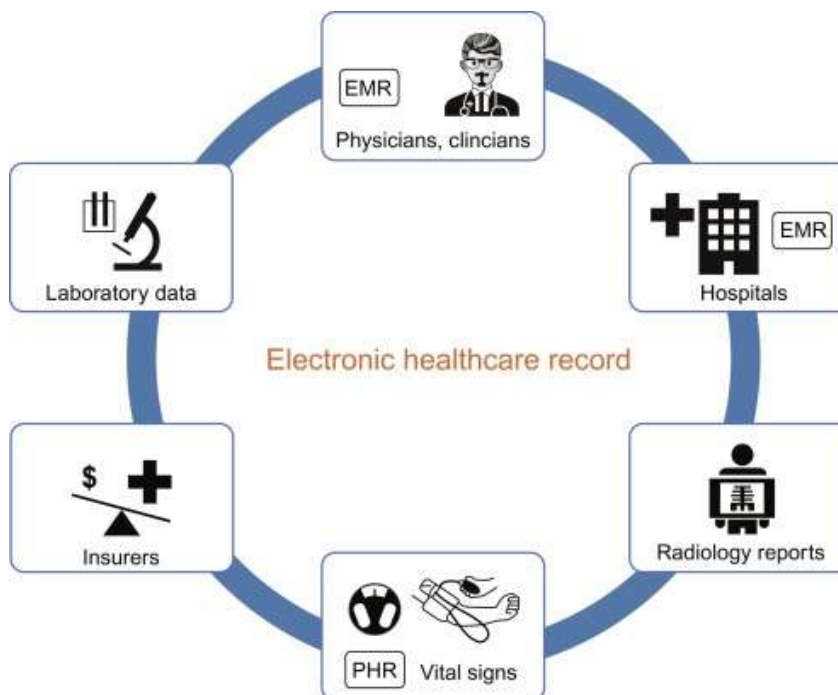 EMR
Physicians, clincians
Laboratory data
EMR
Hospitals
Electronic healthcare record
$
Insurers
Radiology reports
PHR Vital signs